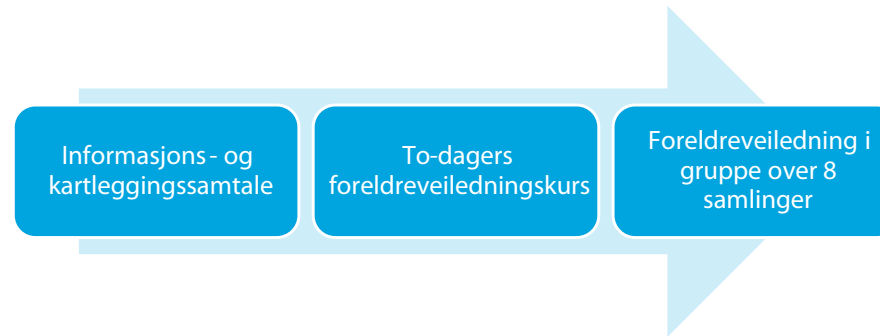 Informasjons- og
kartleggingssamtale
To-dagers
foreldreveiledningskurs
Foreldreveiledning i
gruppe over 8
samlinger